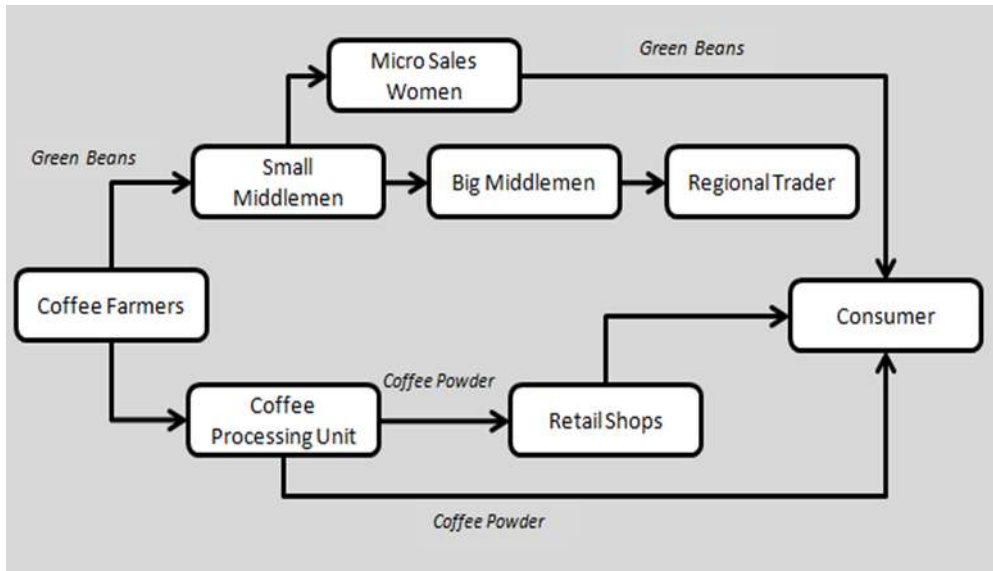 Micro Sales
Women
Green Beans
Green Beans
Small
Middlemen
Big Middlemen
Regional Trader
Coffee Farmers
Consumer
Coffee Powder
Coffee
Processing Unit
Retail Shops
Coffee Powder